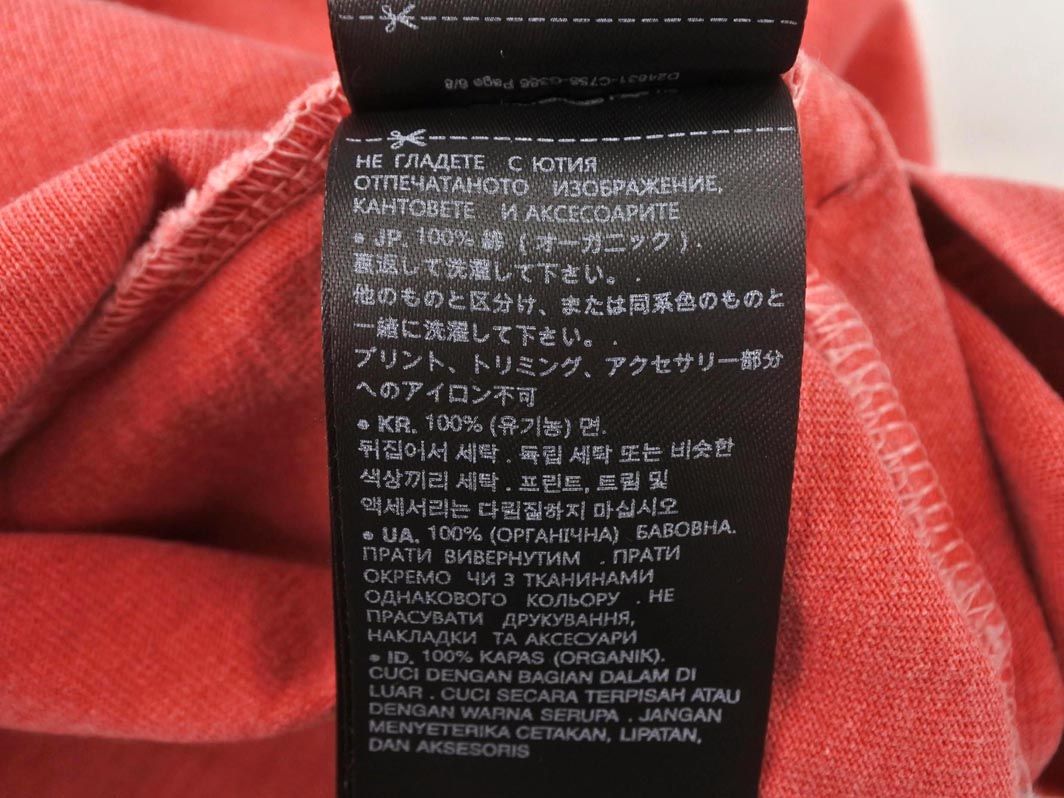 D24831-C755-G386 Page 8/8
НЕ ГЛАДЕТЕ С ЮТИЯ
ОТПЕЧАТАНОТО ИЗОБРАЖЕНИЕ,
КАНТОВЕТЕ И АКСЕСОАРИТЕ
• JP. 100% 綿 (オーガニック).
裏返して洗濯して下さい。.
他のものと区分け、または同系色のものと
一緒に洗濯して下さい。.
プリント、トリミング、アクセサリー部分
へのアイロン不可
• KR. 100% (유기농) 면.
뒤집어서 세탁 . 독립 세탁 또는 비슷한
색상끼리 세탁 . 프린트, 트림 및
액세서리는 다림질하지 마십시오
• UA. 100% (ОРГАНІЧНА) БАВОВНА.
ПРАТИ ВИВЕРНУТИМ . ПРАТИ
ОКРЕМО ЧИ З ТКАНИНАМИ
ОДНАКОВОГО КОЛЬОРУ . НЕ
ПРАСУВАТИ ДРУКУВАННЯ,
НАКЛАДКИ ТА АКСЕСУАРИ
• ID. 100% KAPAS (ORGANIK).
CUCI DENGAN BAGIAN DALAM DI
LUAR . CUCI SECARA TERPISAH ATAU
DENGAN WARNA SERUPA . JANGAN
MENYETERIKA CETAKAN, LIPATAN,
DAN AKSESORIS